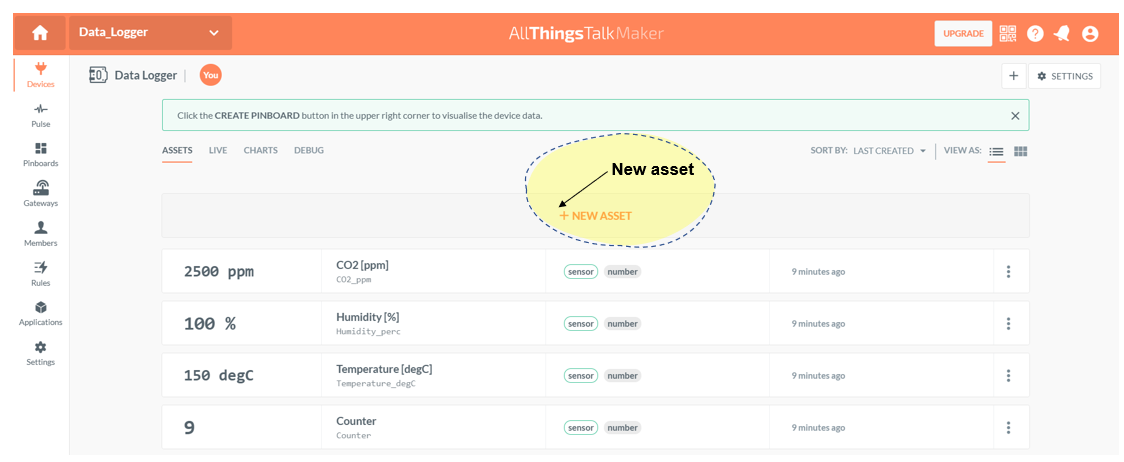 Data_Logger
AllThingsTalkMaker
UPGRADE
?
Devices
Pulse
Pinboards
Gateways
Members
Rules
Applications
Settings
Data Logger | You
+
SETTINGS
Click the CREATE PINBOARD button in the upper right corner to visualise the device data.
ASSETS LIVE CHARTS DEBUG
SORT BY: LAST CREATED
VIEW AS:
New asset
+ NEW ASSET
2500 ppm
CO2 [ppm]
CO2_ppm
sensor number
9 minutes ago
100 %
Humidity [%]
Humidity_perc
sensor number
9 minutes ago
150 degC
Temperature [degC]
Temperature_degC
sensor number
9 minutes ago
9
Counter
Counter
sensor number
9 minutes ago